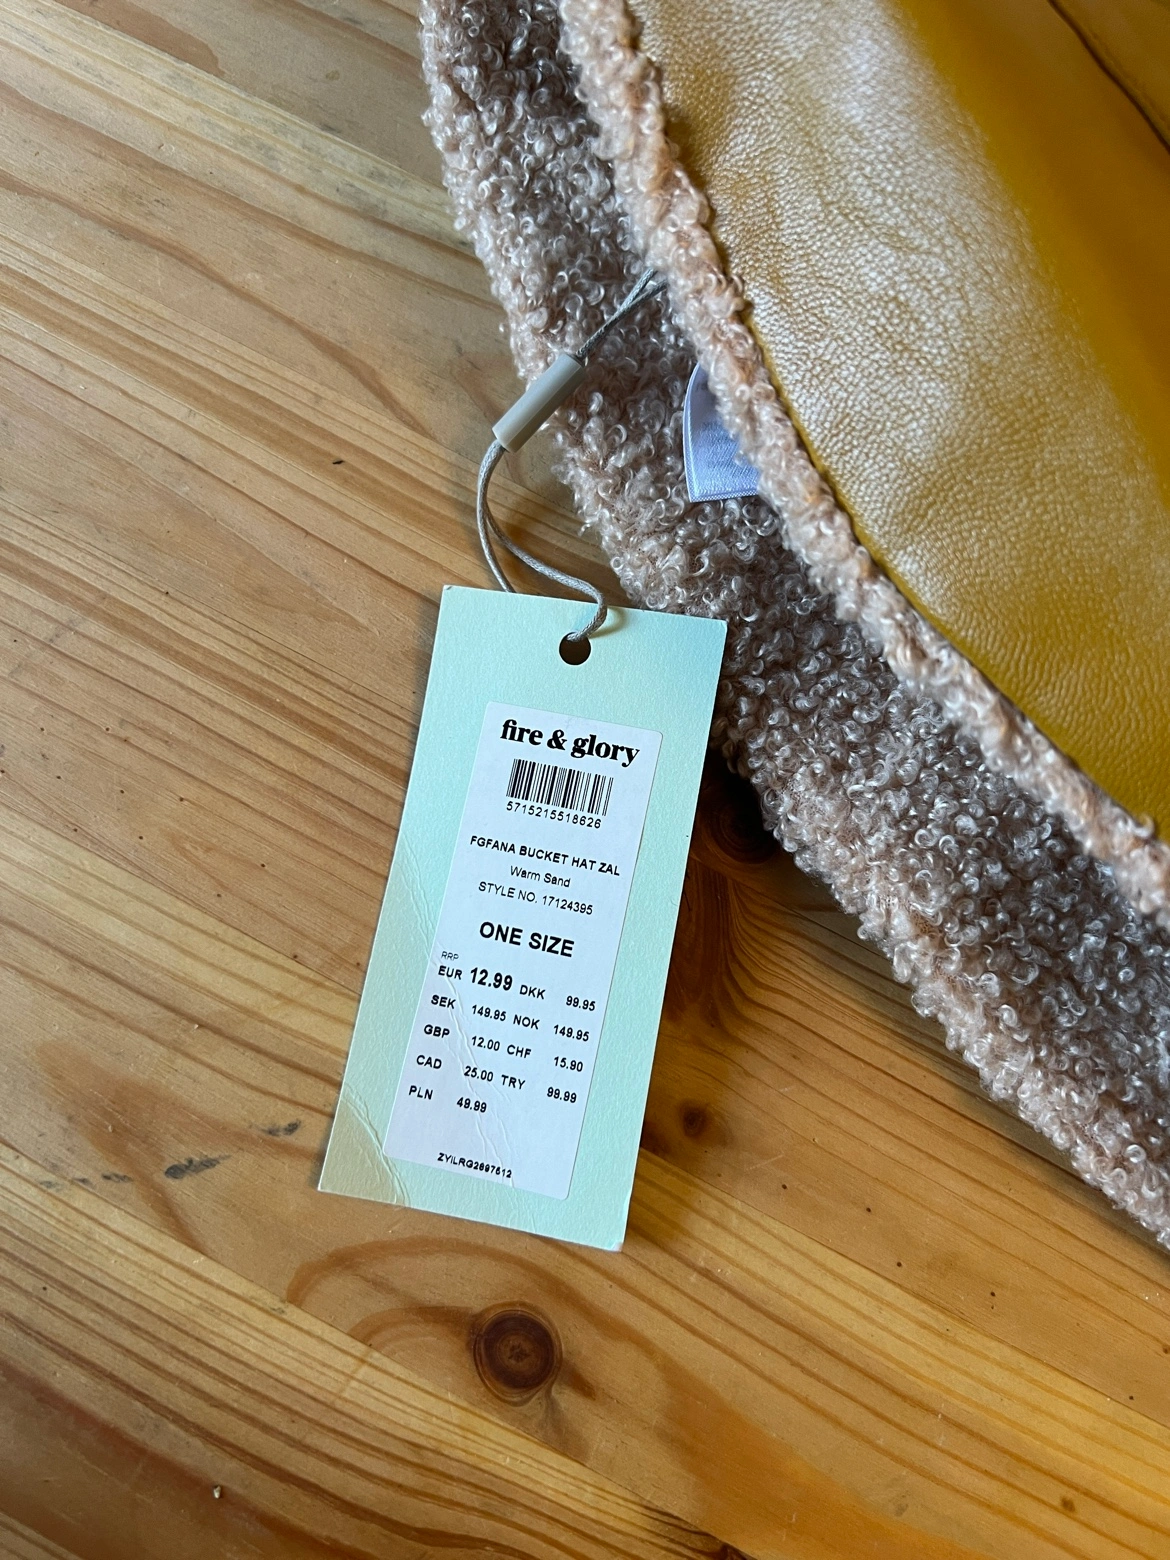 fire & glory
5715215518626
FGFANA BUCKET HAT ZAL
Warm Sand
STYLE NO. 17124395
ONE SIZE
RRP
EUR 12.99 DKK 99.95
SEK 149.95 NOK 149.95
GBP 12.00 CHF 15.90
CAD 25.00 TRY 99.99
PLN 49.99
ZYILRG2697612